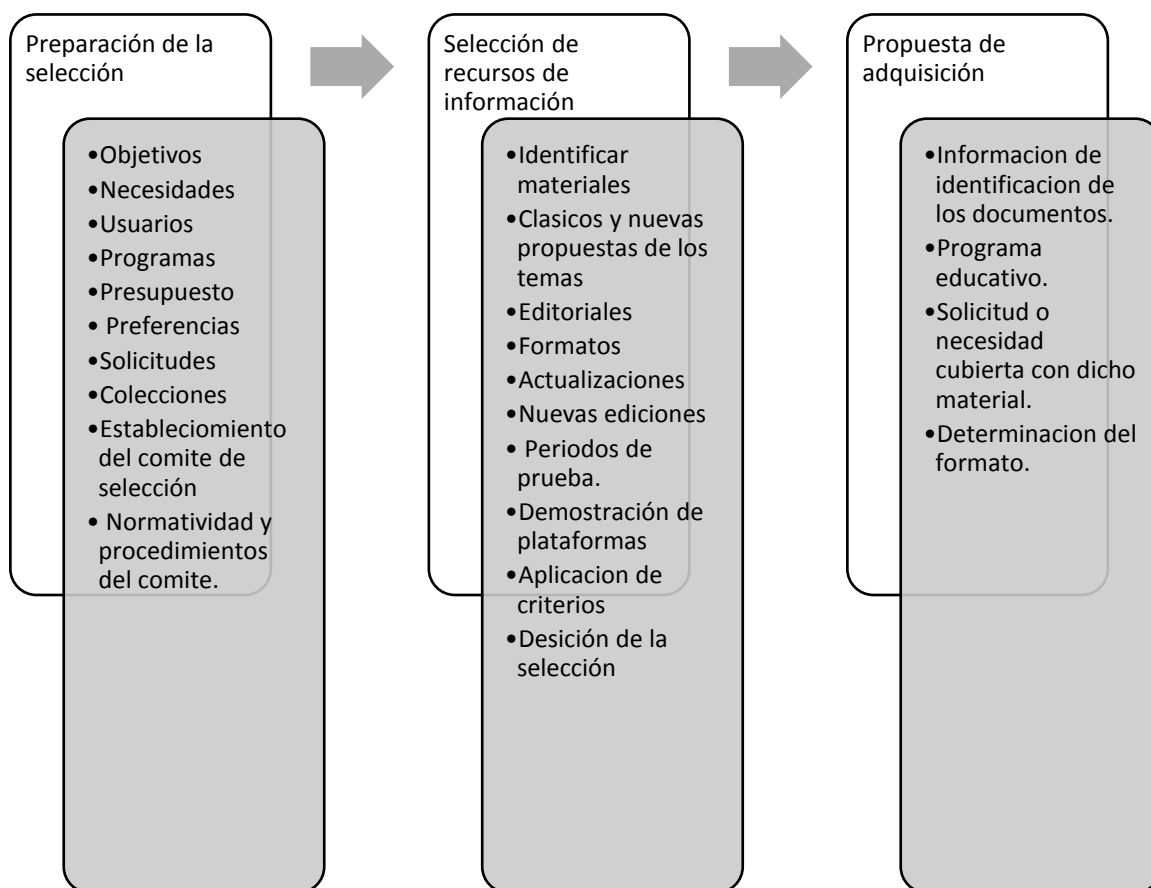 Preparación de la
selección
•Objetivos
•Necesidades
•Usuarios
•Programas
•Presupuesto
• Preferencias
•Solicitudes
•Colecciones
•Estableciomiento
del comite de
selección
• Normatividad y
procedimientos
del comite.
Selección de
recursos de
información
•Identificar
materiales
•Clasicos y nuevas
propuestas de los
temas
•Editoriales
•Formatos
•Actualizaciones
•Nuevas ediciones
• Periodos de
prueba.
•Demostración de
plataformas
•Aplicacion de
criterios
•Desición de la
selección
Propuesta de
adquisición
•Informacion de
identificacion de
los documentos.
•Programa
educativo.
•Solicitud o
necesidad
cubierta con dicho
material.
•Determinacion del
formato.